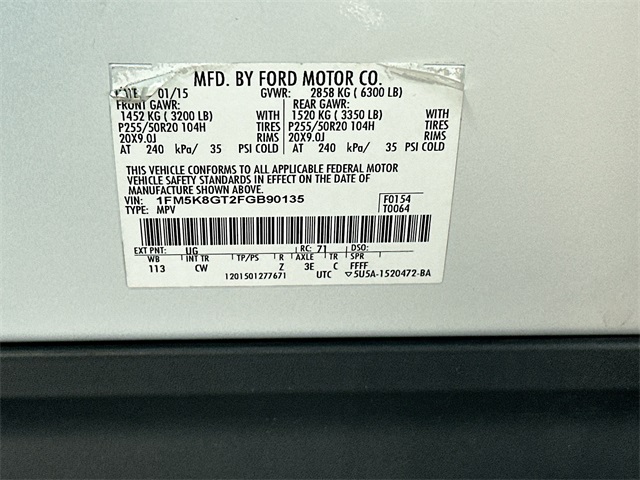 MFD. BY FORD MOTOR CO.
01/15 GVWR: 2858 KG ( 6300 LB)
FRONT GAWR: REAR GAWR:
1452 KG ( 3200 LB) WITH 1520 KG ( 3350 LB) WITH
P255/50R20 104H TIRES P255/50R20 104H TIRES
20X9.0J RIMS 20X9.0J RIMS
AT 240 kPa/ 35 PSI COLD AT 240 kPa/ 35 PSI COLD
THIS VEHICLE CONFORMS TO ALL APPLICABLE FEDERAL MOTOR
VEHICLE SAFETY STANDARDS IN EFFECT ON THE DATE OF
MANUFACTURE SHOWN ABOVE.
VIN: 1FM5K8GT2FGB90135 F0154
TYPE: MPV T0064
EXT PNT: UG RC: 71 DSO:
WB INT TR TP/PS R AXLE TR SPR
113 CW Z 3E C FFFF
1201501277671 UTC ▽5U5A-1520472-BA